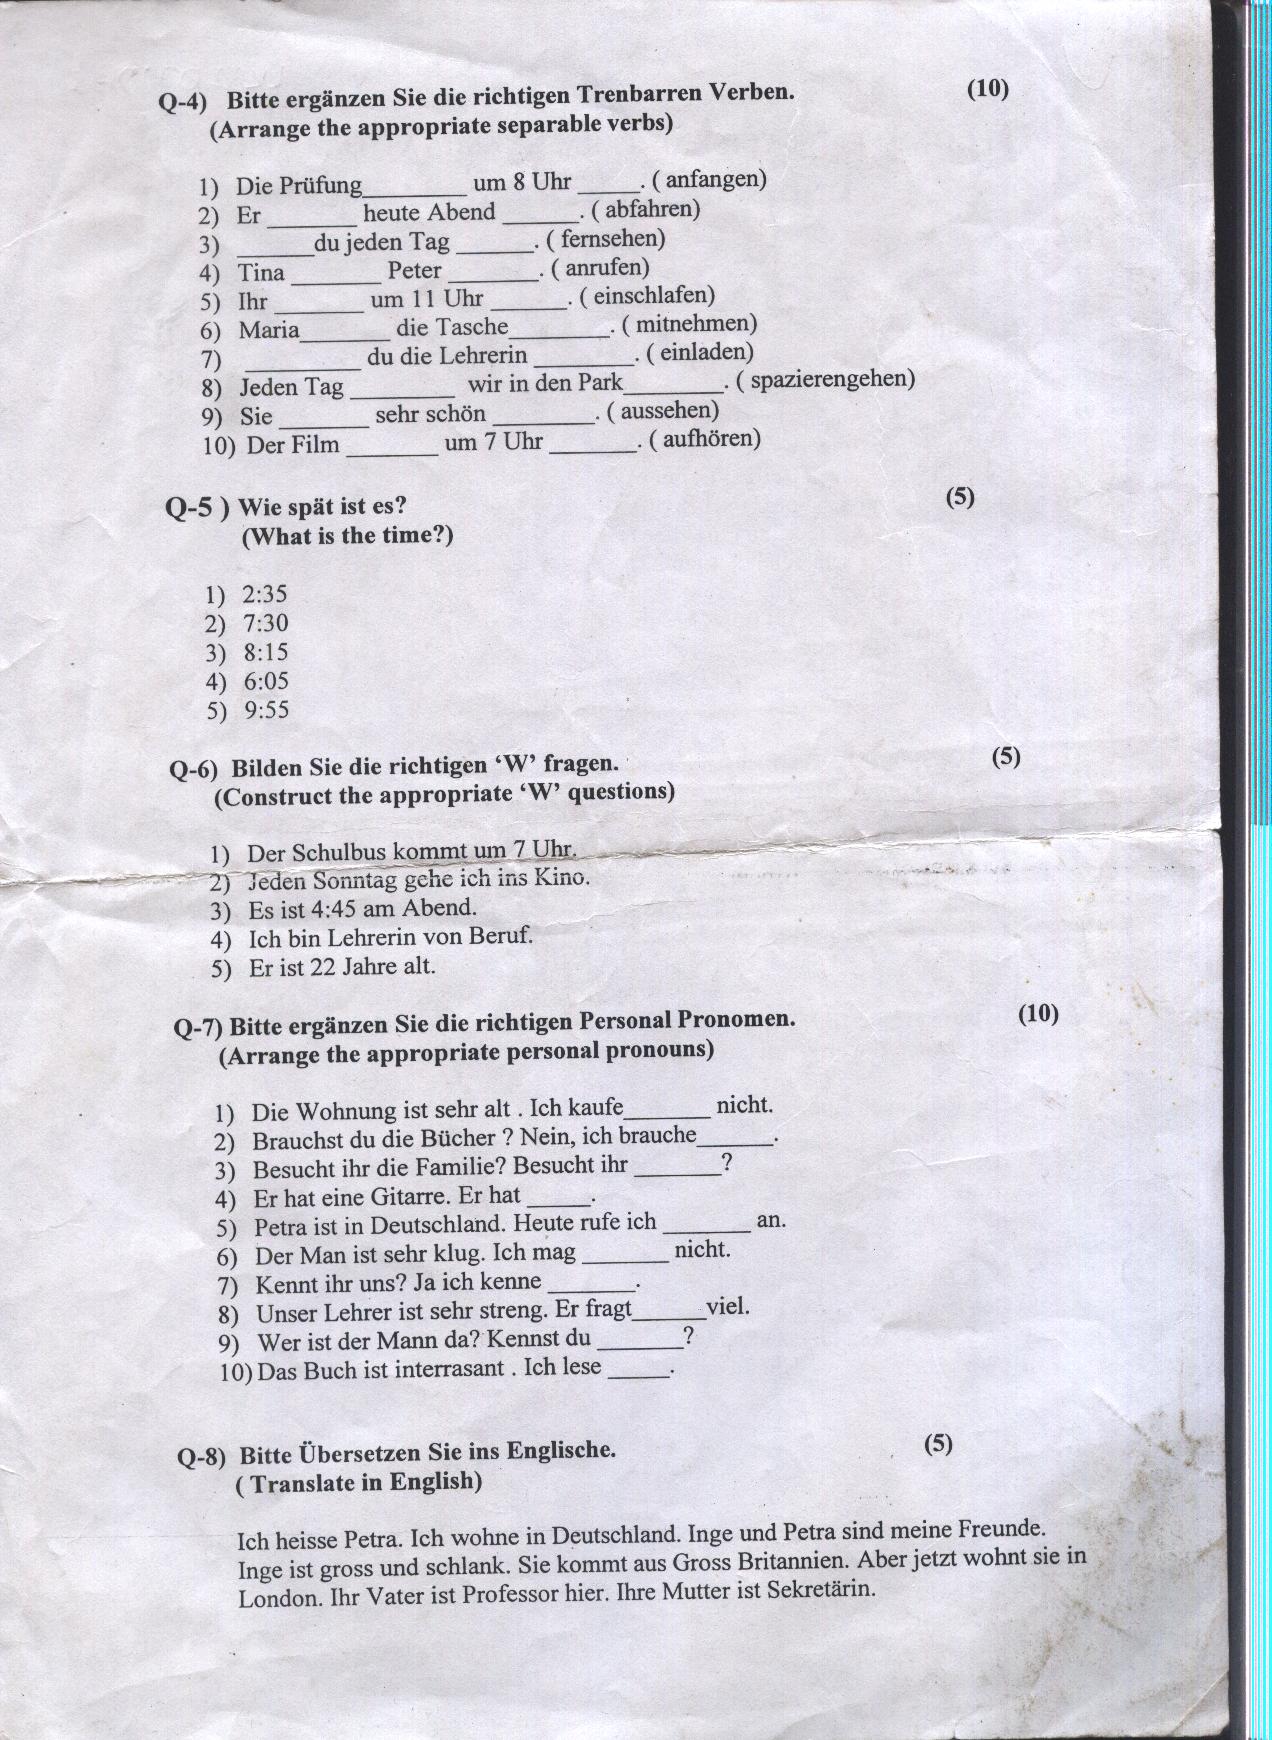 Q-4) Bitte ergänzen Sie die richtigen Trenbarren Verben. (10)
(Arrange the appropriate separable verbs)
1) Die Prüfung________ um 8 Uhr _____. ( anfangen)
2) Er _______ heute Abend ______. ( abfahren)
3) ______du jeden Tag ______. ( fernsehen)
4) Tina _______ Peter _______. ( anrufen)
5) Ihr _______ um 11 Uhr ______. ( einschlafen)
6) Maria_______ die Tasche________. ( mitnehmen)
7) _________ du die Lehrerin ________. ( einladen)
8) Jeden Tag ________ wir in den Park________. ( spazierengehen)
9) Sie _______ sehr schön ________. ( aussehen)
10) Der Film _______ um 7 Uhr _______. ( aufhören)
Q-5 ) Wie spät ist es? (5)
(What is the time?)
1) 2:35
2) 7:30
3) 8:15
4) 6:05
5) 9:55
Q-6) Bilden Sie die richtigen ‘W’ fragen. (5)
(Construct the appropriate ‘W’ questions)
1) Der Schulbus kommt um 7 Uhr.
2) Jeden Sonntag gehe ich ins Kino.
3) Es ist 4:45 am Abend.
4) Ich bin Lehrerin von Beruf.
5) Er ist 22 Jahre alt.
Q-7) Bitte ergänzen Sie die richtigen Personal Pronomen. (10)
(Arrange the appropriate personal pronouns)
1) Die Wohnung ist sehr alt . Ich kaufe_______ nicht.
2) Brauchst du die Bücher ? Nein, ich brauche______.
3) Besucht ihr die Familie? Besucht ihr _______?
4) Er hat eine Gitarre. Er hat _____.
5) Petra ist in Deutschland. Heute rufe ich _______ an.
6) Der Man ist sehr klug. Ich mag _______ nicht.
7) Kennt ihr uns? Ja ich kenne _______.
8) Unser Lehrer ist sehr streng. Er fragt______viel.
9) Wer ist der Mann da? Kennst du _______?
10) Das Buch ist interrasant . Ich lese _____.
Q-8) Bitte Übersetzen Sie ins Englische. (5)
( Translate in English)
Ich heisse Petra. Ich wohne in Deutschland. Inge und Petra sind meine Freunde.
Inge ist gross und schlank. Sie kommt aus Gross Britannien. Aber jetzt wohnt sie in
London. Ihr Vater ist Professor hier. Ihre Mutter ist Sekretärin.